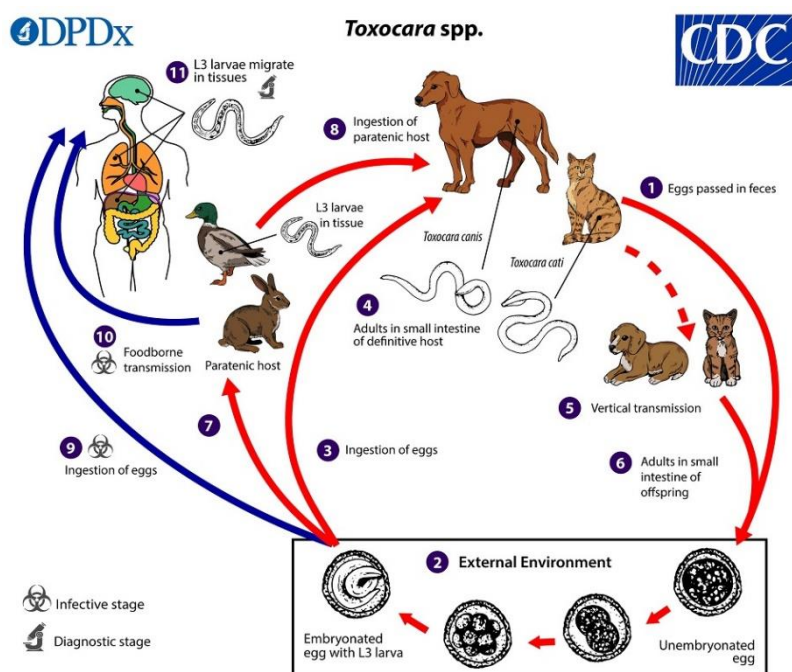 DPDx
Toxocara spp.
CDC
11 L3 larvae migrate
in tissues
8 Ingestion of
paratenic host
1 Eggs passed in feces
L3 larvae
in tissue
Toxocara canis
Toxocara cati
4
Adults in small intestine
of definitive host
10
Foodborne
transmission
Paratenic host
5 Vertical transmission
7
9
Ingestion of eggs
3 Ingestion of eggs
6 Adults in small
intestine of
offspring
2 External Environment
Infective stage
Diagnostic stage
Embryonated
egg with L3 larva
Unembryonated
egg